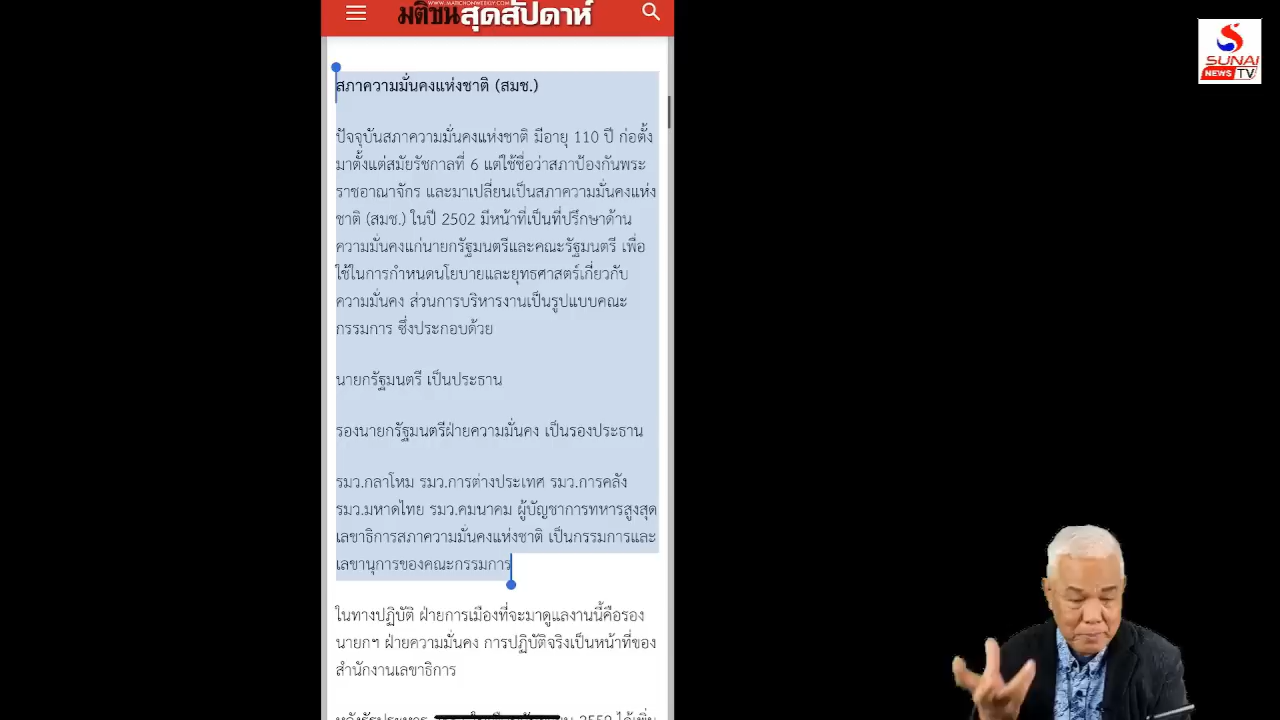 WWW.MATICHONWEEKLY.COM
มติชนสุดสัปดาห์
SUNAI
NEWS TV
สภาความมั่นคงแห่งชาติ (สมช.)
ปัจจุบันสภาความมั่นคงแห่งชาติ มีอายุ 110 ปี ก่อตั้ง
มาตั้งแต่สมัยรัชกาลที่ 6 แต่ใช้ชื่อว่าสภาป้องกันพระ
ราชอาณาจักร และมาเปลี่ยนเป็นสภาความมั่นคงแห่ง
ชาติ (สมช.) ในปี 2502 มีหน้าที่เป็นที่ปรึกษาด้าน
ความมั่นคงแก่นายกรัฐมนตรีและคณะรัฐมนตรี เพื่อ
ใช้ในการกำหนดนโยบายและยุทธศาสตร์เกี่ยวกับ
ความมั่นคง ส่วนการบริหารงานเป็นรูปแบบคณะ
กรรมการ ซึ่งประกอบด้วย
นายกรัฐมนตรี เป็นประธาน
รองนายกรัฐมนตรีฝ่ายความมั่นคง เป็นรองประธาน
รมว.กลาโหม รมว.การต่างประเทศ รมว.การคลัง
รมว.มหาดไทย รมว.คมนาคม ผู้บัญชาการทหารสูงสุด
เลขาธิการสภาความมั่นคงแห่งชาติ เป็นกรรมการและ
เลขานุการของคณะกรรมการ
ในทางปฏิบัติ ฝ่ายการเมืองที่จะมาดูแลงานนี้คือรอง
นายกฯ ฝ่ายความมั่นคง การปฏิบัติจริงเป็นหน้าที่ของ
สำนักงานเลขาธิการ